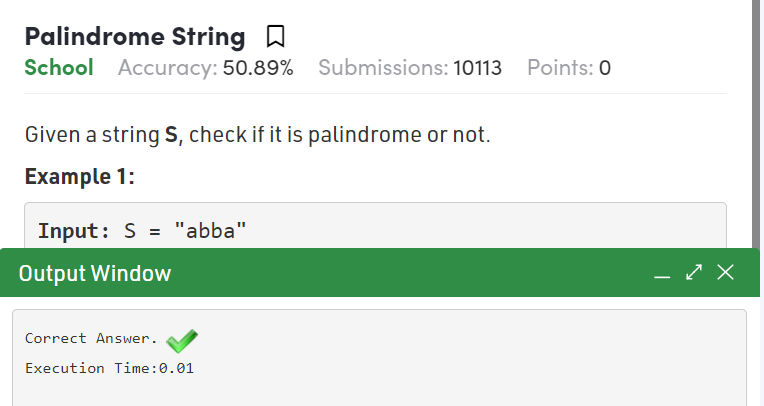 Palindrome String
School Accuracy: 50.89% Submissions: 10113 Points: 0
Given a string S, check if it is palindrome or not.
Example 1:
Input: S = "abba"
Output Window
Correct Answer.
Execution Time:0.01